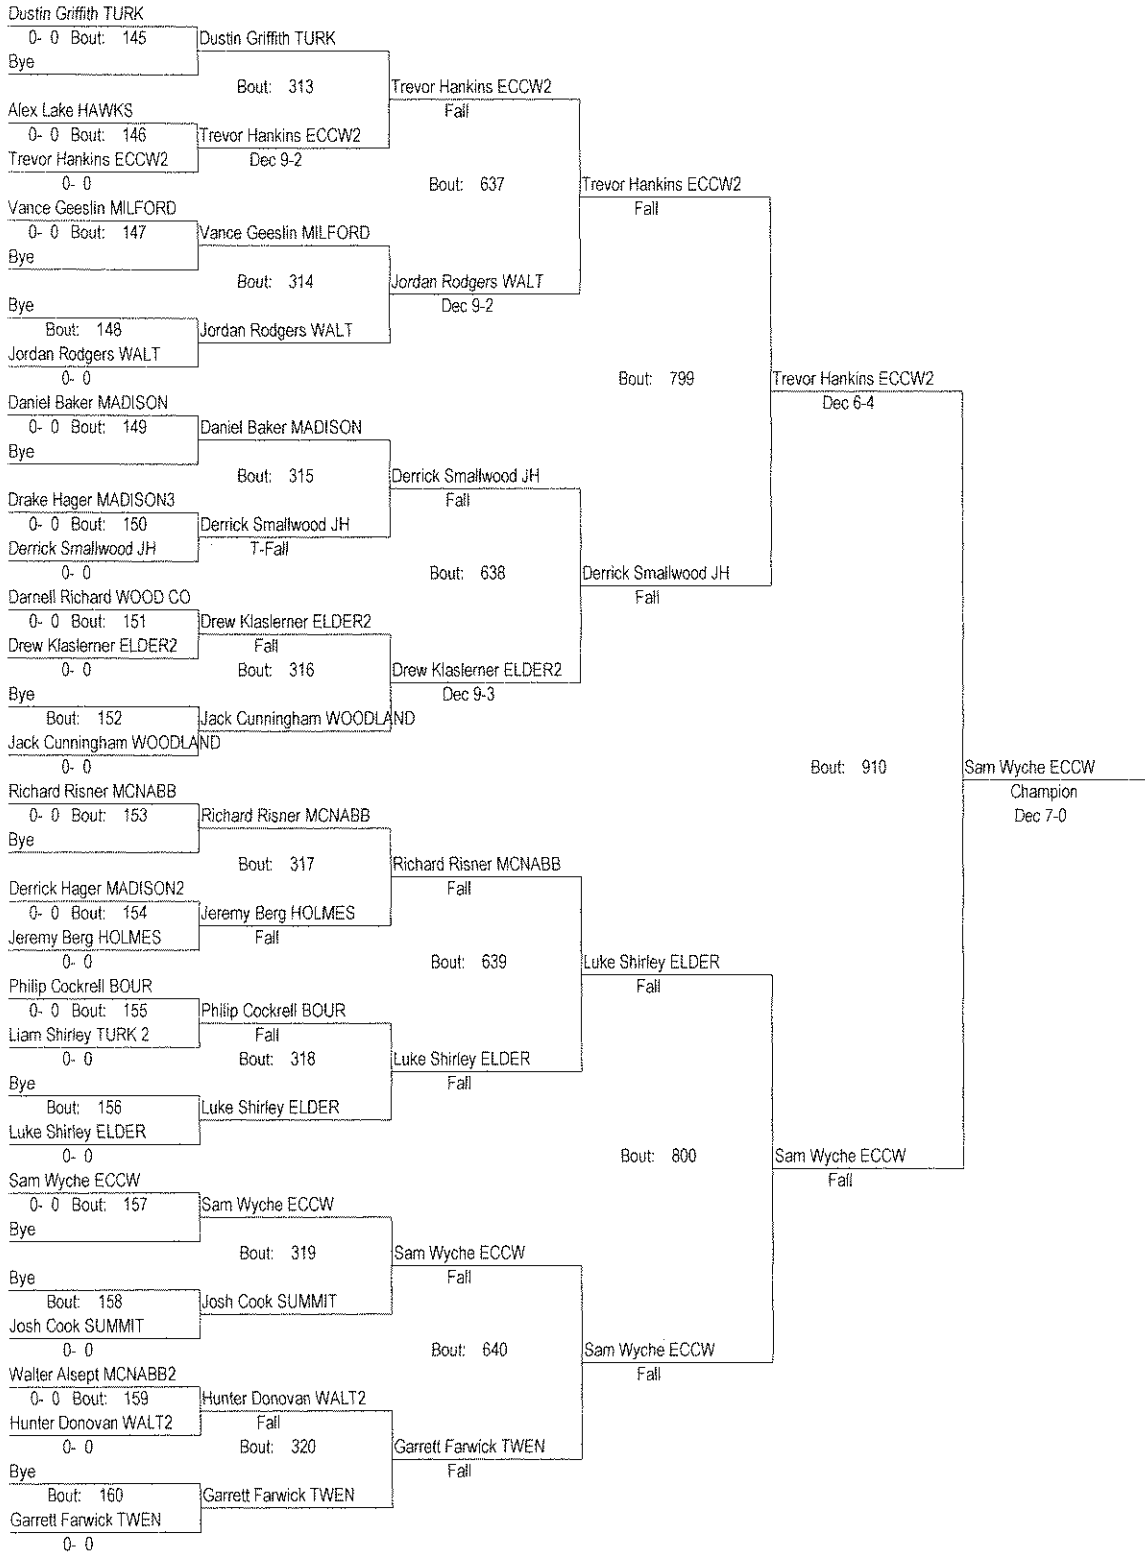 Dustin Griffith TURK
0- 0 Bout: 145
Dustin Griffith TURK
Bye
Bout: 313
Trevor Hankins ECCW2
Fall
Alex Lake HAWKS
0- 0 Bout: 146
Trevor Hankins ECCW2
Dec 9-2
Trevor Hankins ECCW2
0- 0
Bout: 637
Trevor Hankins ECCW2
Fall
Vance Geeslin MILFORD
0- 0 Bout: 147
Vance Geeslin MILFORD
Bye
Bout: 314
Jordan Rodgers WALT
Dec 9-2
Bye
Bout: 148
Jordan Rodgers WALT
Jordan Rodgers WALT
0- 0
Bout: 799
Trevor Hankins ECCW2
Dec 6-4
Daniel Baker MADISON
0- 0 Bout: 149
Daniel Baker MADISON
Bye
Bout: 315
Derrick Smallwood JH
Fall
Drake Hager MADISON3
0- 0 Bout: 150
Derrick Smallwood JH
T-Fall
Derrick Smallwood JH
0- 0
Bout: 638
Derrick Smallwood JH
Fall
Darnell Richard WOOD CO
0- 0 Bout: 151
Drew Klaslerner ELDER2
Fall
Drew Klaslerner ELDER2
0- 0
Bout: 316
Drew Klaslerner ELDER2
Dec 9-3
Bye
Bout: 152
Jack Cunningham WOODLAND
Jack Cunningham WOODLAND
0- 0
Bout: 910
Sam Wyche ECCW
Champion
Dec 7-0
Richard Risner MCNABB
0- 0 Bout: 153
Richard Risner MCNABB
Bye
Bout: 317
Richard Risner MCNABB
Fall
Derrick Hager MADISON2
0- 0 Bout: 154
Jeremy Berg HOLMES
Fall
Jeremy Berg HOLMES
0- 0
Bout: 639
Luke Shirley ELDER
Fall
Philip Cockrell BOUR
0- 0 Bout: 155
Philip Cockrell BOUR
Fall
Liam Shirley TURK 2
0- 0
Bout: 318
Luke Shirley ELDER
Fall
Bye
Bout: 156
Luke Shirley ELDER
Luke Shirley ELDER
0- 0
Bout: 800
Sam Wyche ECCW
Fall
Sam Wyche ECCW
0- 0 Bout: 157
Sam Wyche ECCW
Bye
Bout: 319
Sam Wyche ECCW
Fall
Bye
Bout: 158
Josh Cook SUMMIT
Josh Cook SUMMIT
0- 0
Bout: 640
Sam Wyche ECCW
Fall
Walter Alsept MCNABB2
0- 0 Bout: 159
Hunter Donovan WALT2
Fall
Hunter Donovan WALT2
0- 0
Bout: 320
Garrett Farwick TWEN
Fall
Bye
Bout: 160
Garrett Farwick TWEN
Garrett Farwick TWEN
0- 0